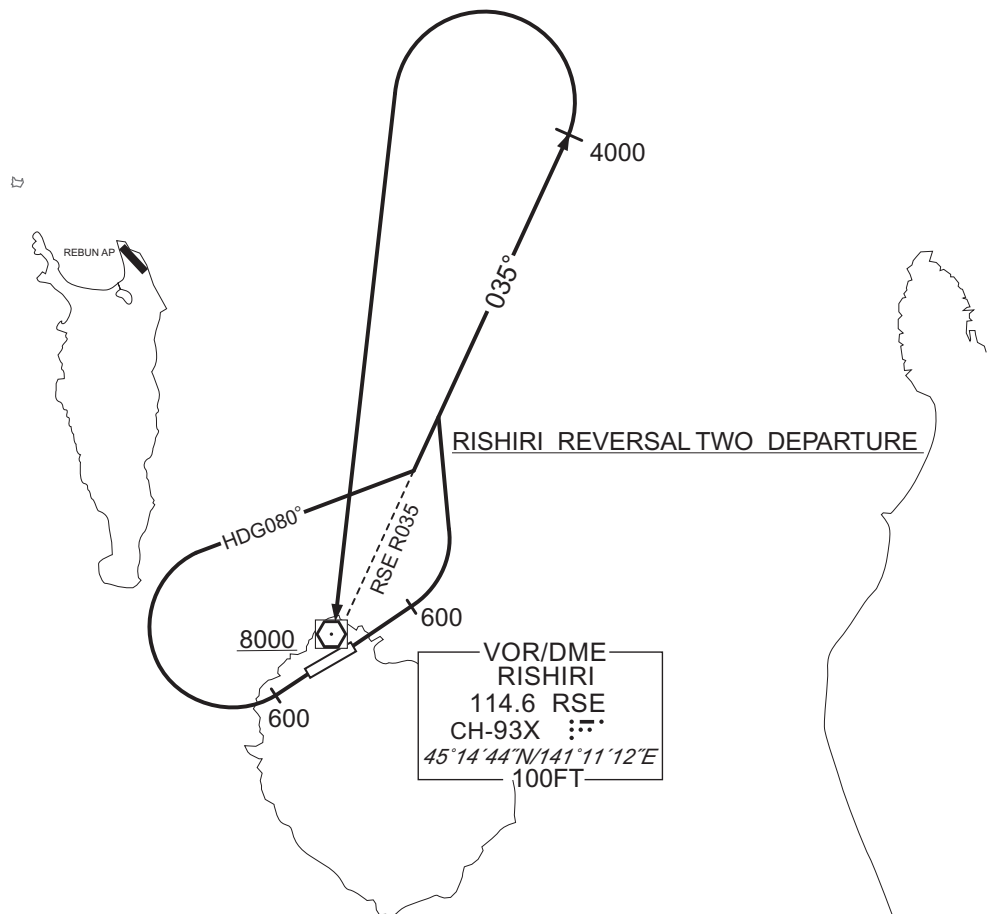 4000
REBUN AP
035°
RISHIRI REVERSAL TWO DEPARTURE
HDG080°
RSE R035
600
8000
600
VOR/DME
RISHIRI
114.6 RSE
CH-93X
45°14´44˝N/141°11´12˝E
100FT